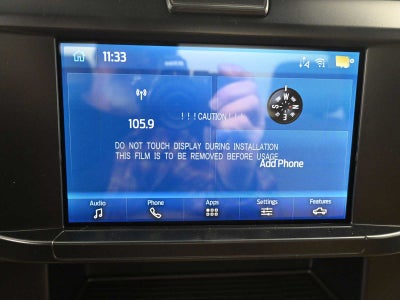 11:33
!!!CAUTION!!!
105.9
W
S
N
E
DO NOT TOUCH DISPLAY DURING INSTALLATION
THIS FILM IS TO BE REMOVED BEFORE USAGE
Add Phone
Audio Phone Apps Settings Features